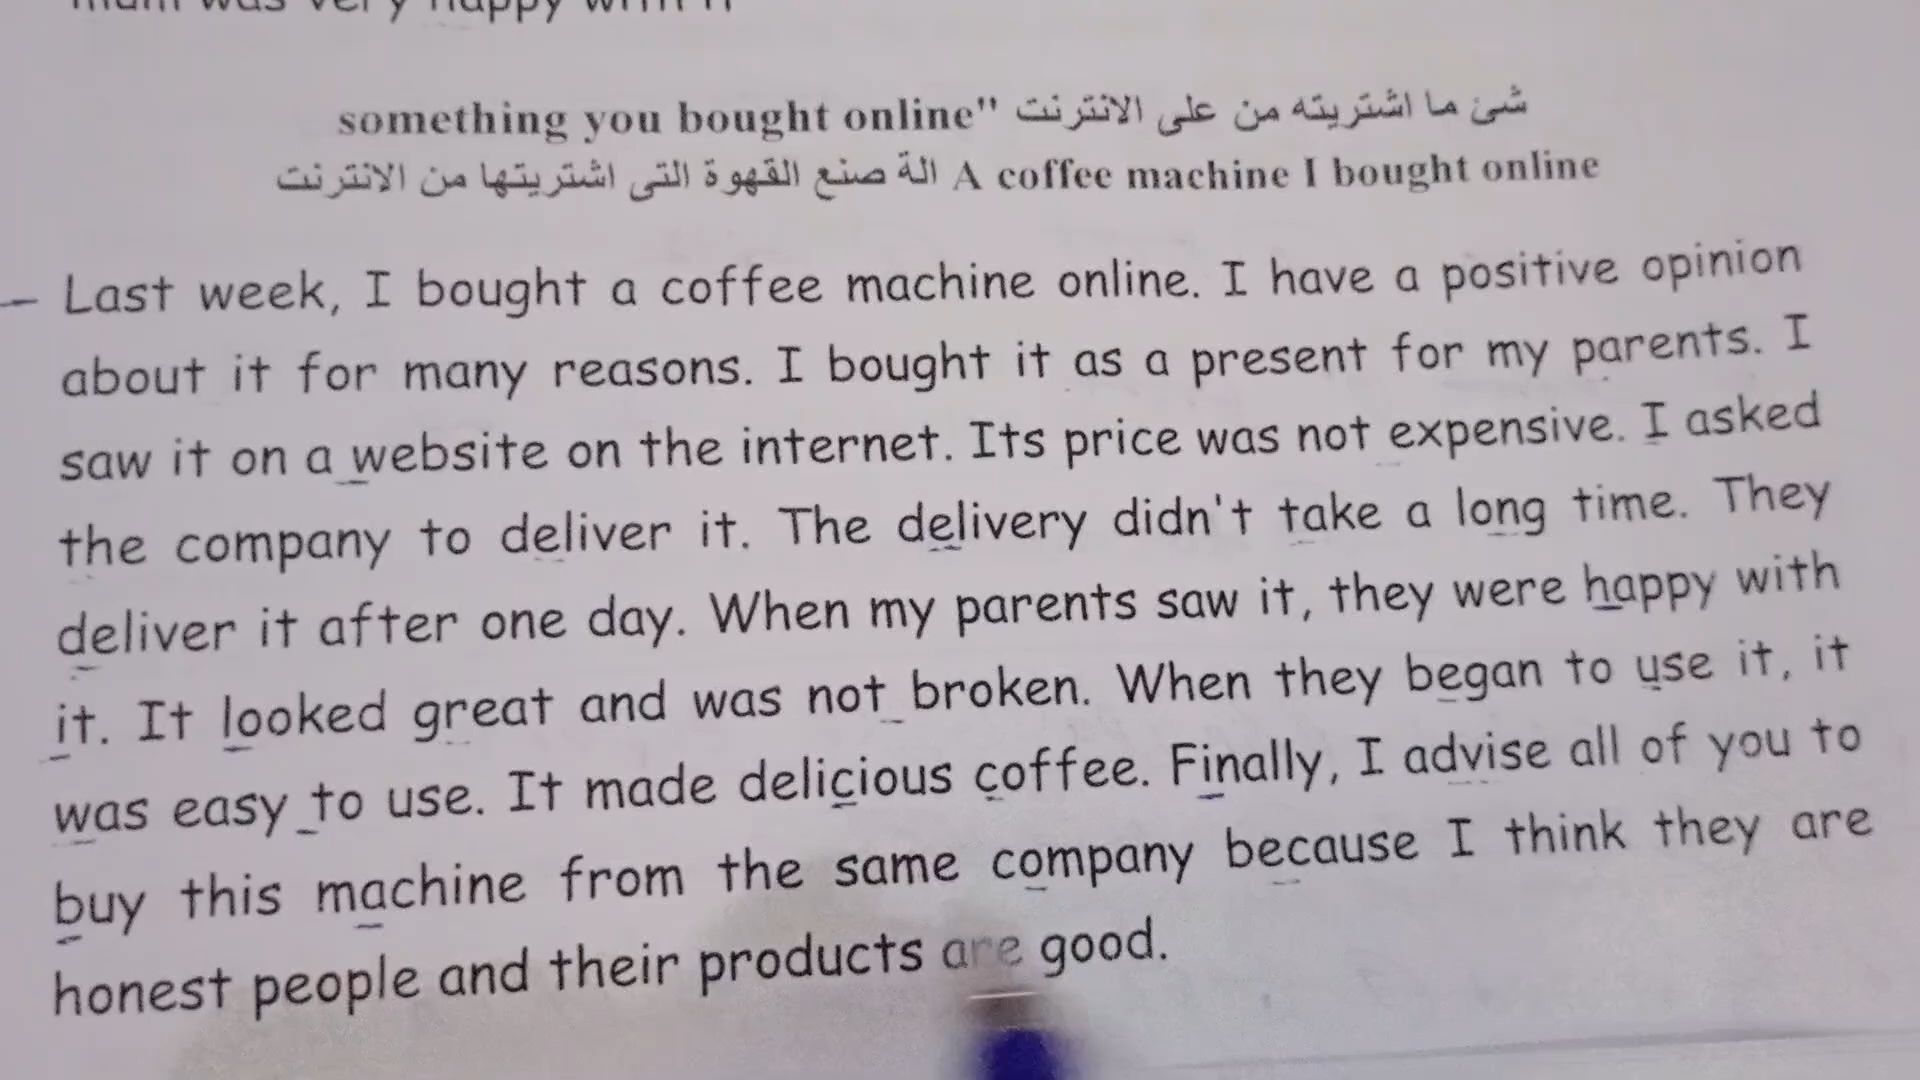 mum was very happy with it
something you bought online" شئ ما اشتريته من على الانترنت
الة صنع القهوة التى اشتريتها من الانترنت A coffee machine I bought online
Last week, I bought a coffee machine online. I have a positive opinion
about it for many reasons. I bought it as a present for my parents. I
saw it on a website on the internet. Its price was not expensive. I asked
the company to deliver it. The delivery didn't take a long time. They
deliver it after one day. When my parents saw it, they were happy with
it. It looked great and was not broken. When they began to use it, it
was easy to use. It made delicious coffee. Finally, I advise all of you to
buy this machine from the same company because I think they are
honest people and their products are good.